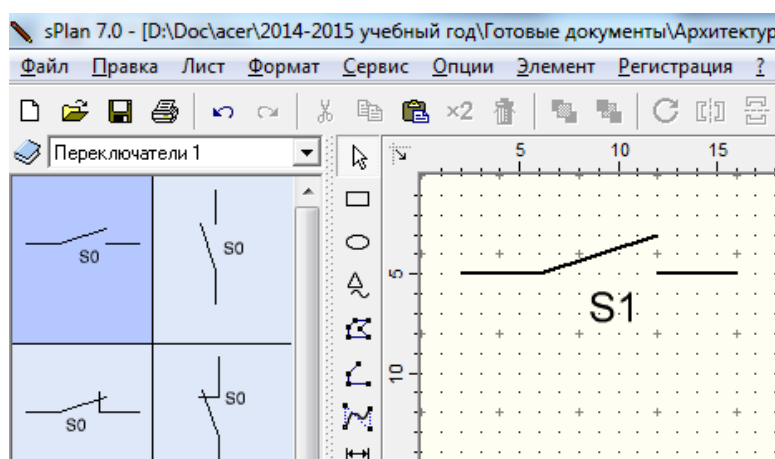 sPlan 7.0 - [D:\Doc\acer\2014-2015 учебный год\Готовые документы\Архитектур
Файл Правка Лист Формат Сервис Опции Элемент Регистрация ?
×2
Переключатели 1
5 10 15
S0 S0
5
S1
10
S0 S0